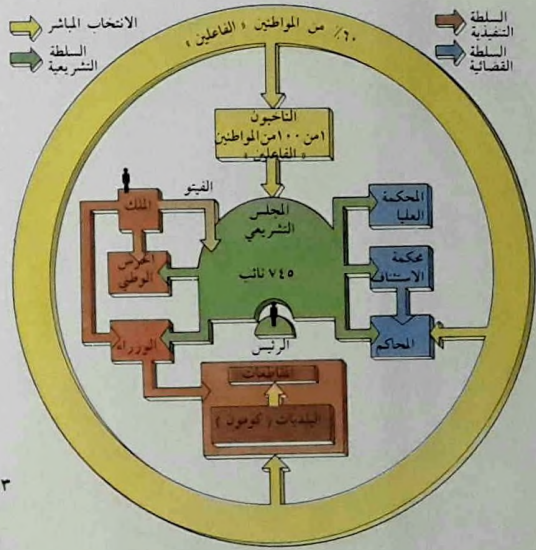 السلطة
التنفيذية
السلطة
القضائية
الانتخاب المباشر
السلطة
التشريعية
٦٠٪ من المواطنين «الفاعلين»
الناخبون
١ من ١٠٠ من المواطنين
«الفاعلين»
الفيتو
الملك
المجلس
التشريعي
٧٤٥ نائب
المحكمة
العليا
الحرس
الوطني
محكمة
الاستئناف
الوزراء
الرئيس
المحاكم
المقاطعات
البلديات (كومون)
٣